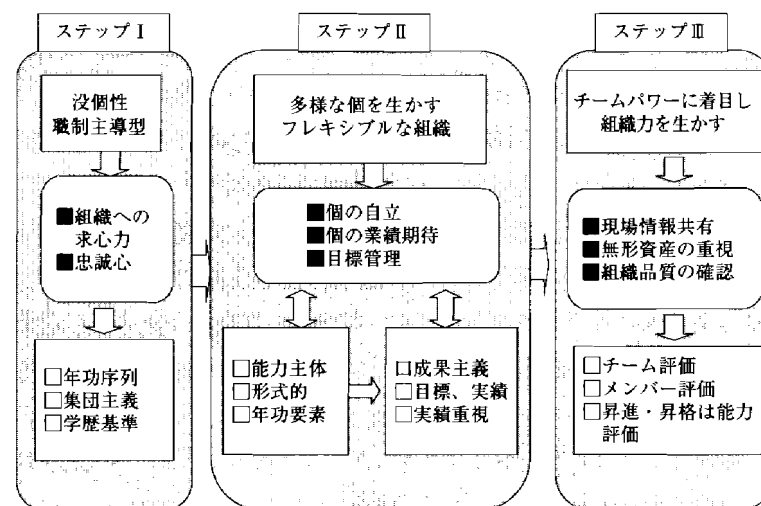 ステップⅠ
没個性
職制主導型
■組織への
求心力
■忠誠心
□年功序列
□集団主義
□学歴基準
ステップⅡ
多様な個を生かす
フレキシブルな組織
■個の自立
■個の業績期待
■目標管理
□能力主体
□形式的
□年功要素
□成果主義
□目標、実績
□実績重視
ステップⅢ
チームパワーに着目し
組織力を生かす
■現場情報共有
■無形資産の重視
■組織品質の確認
□チーム評価
□メンバー評価
□昇進・昇格は能力
評価